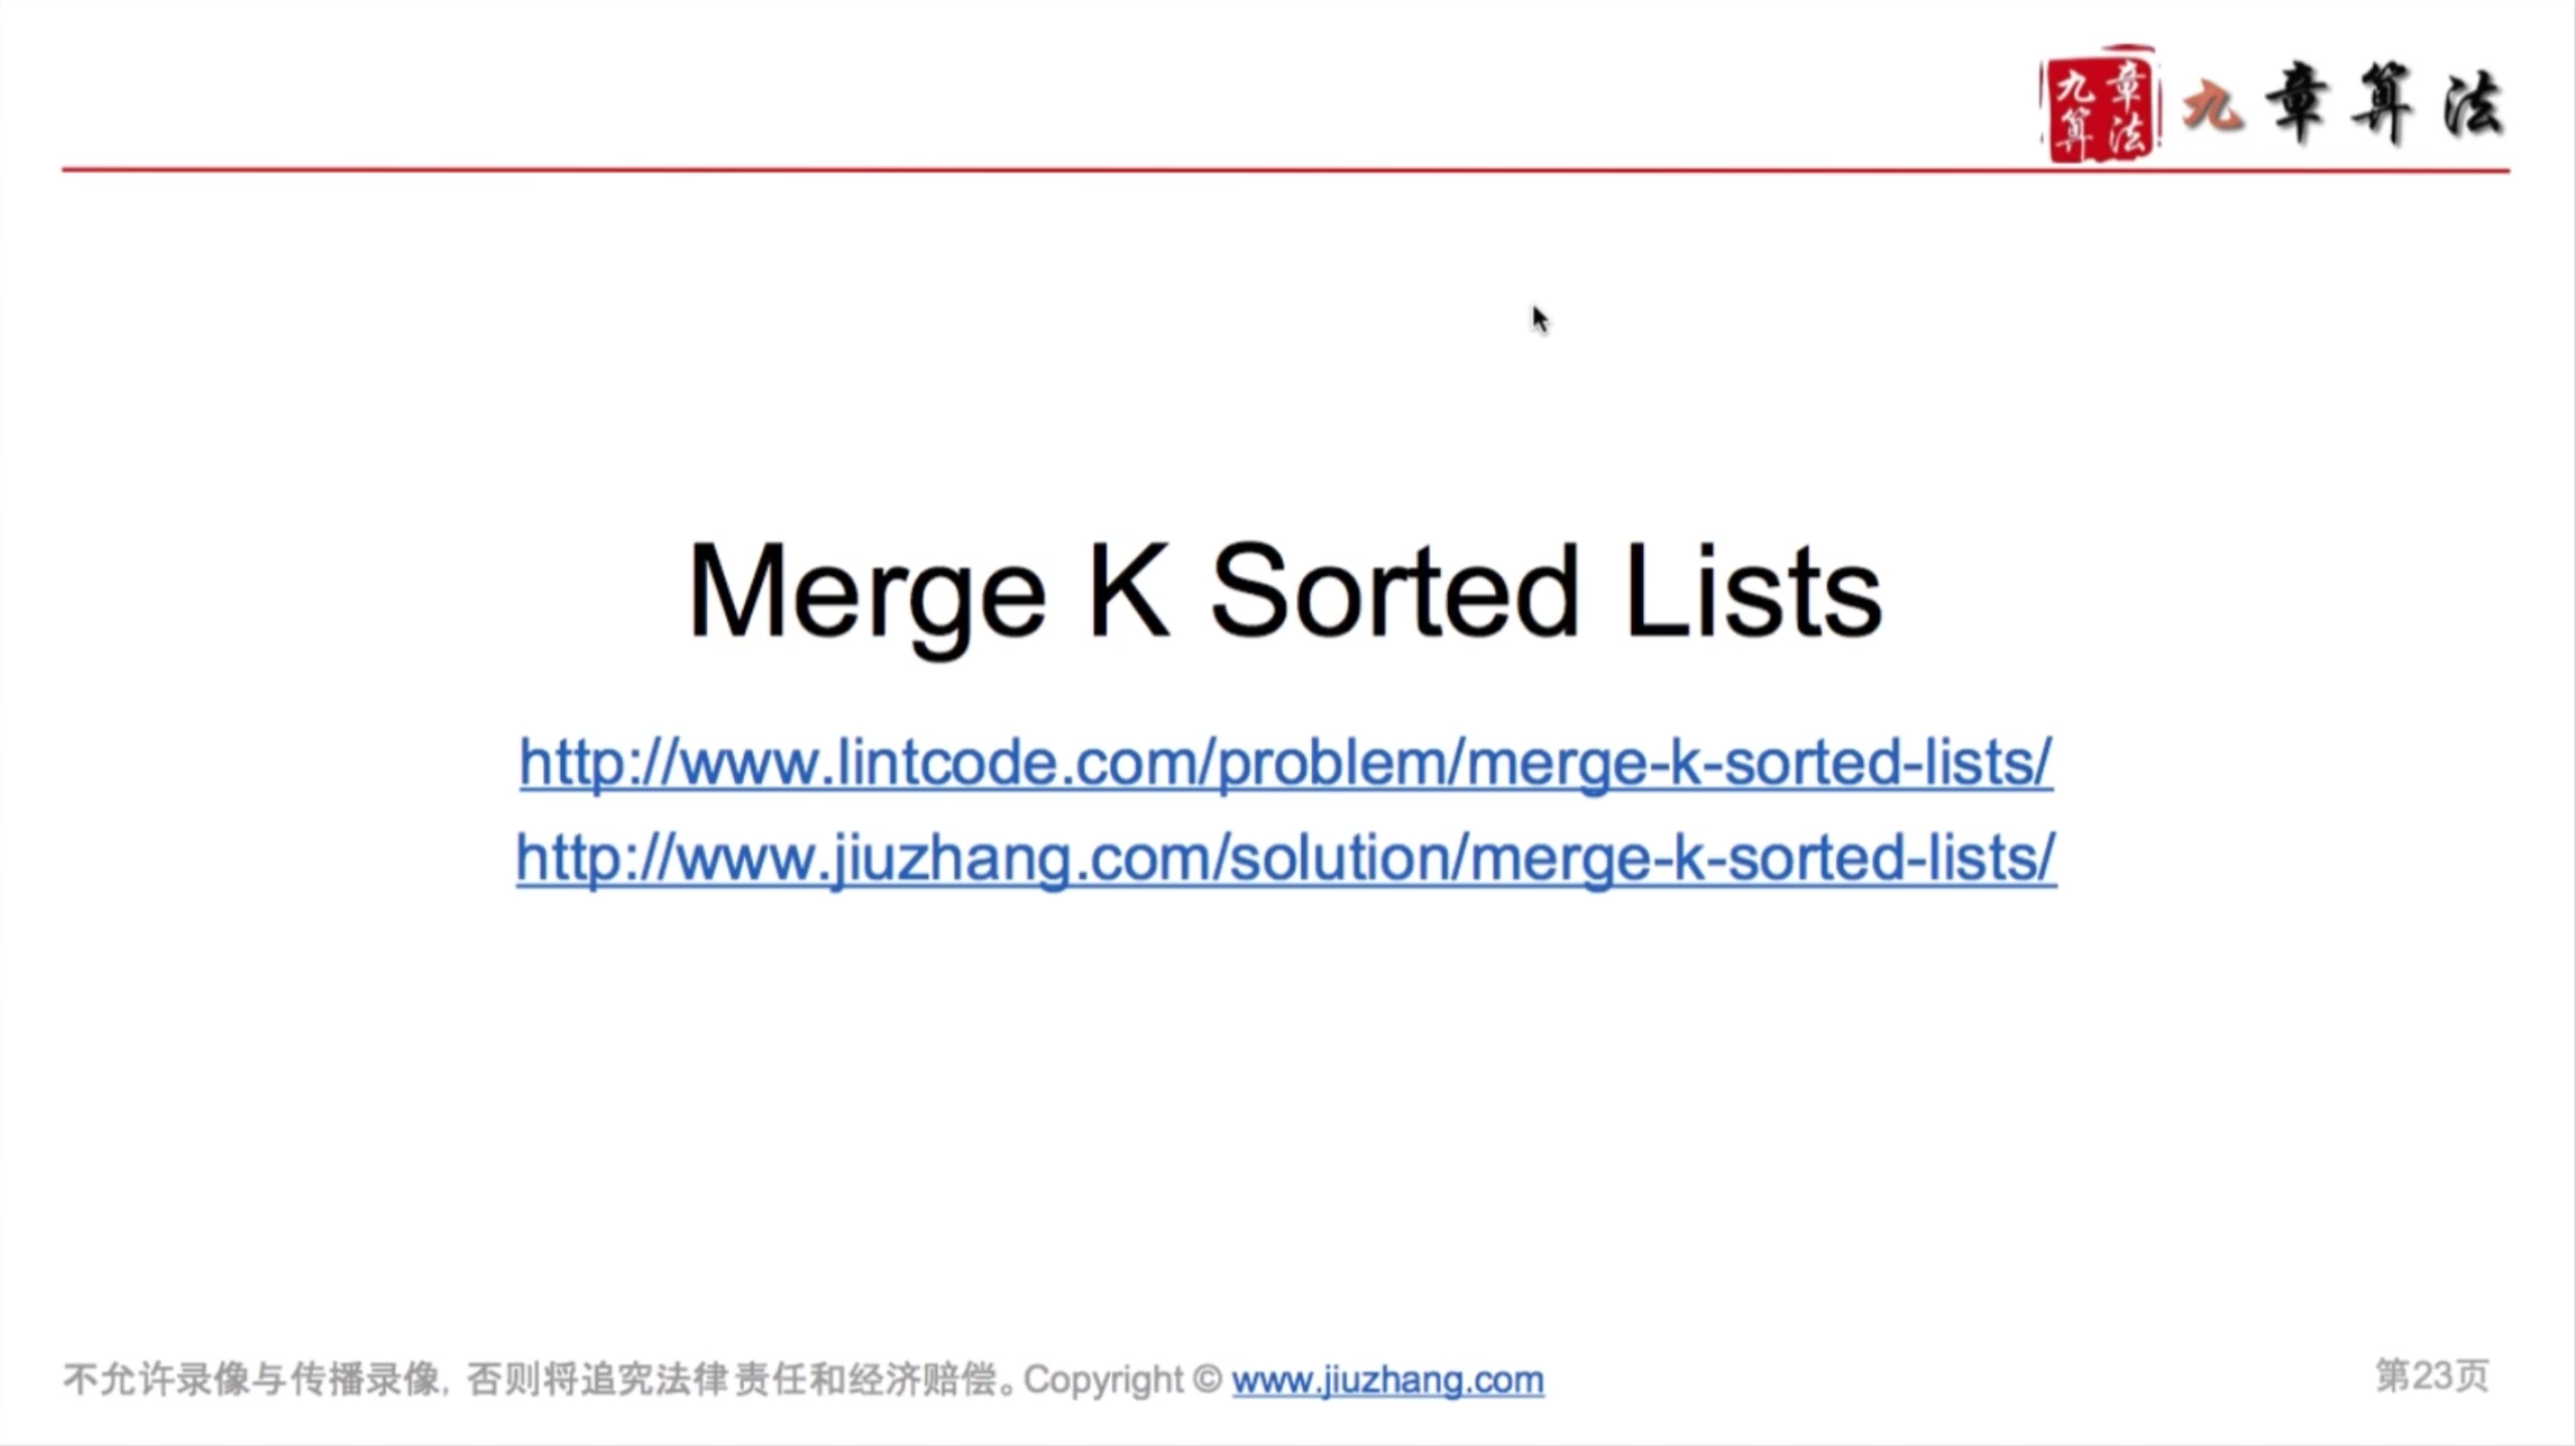 九章算法
九章算法
Merge K Sorted Lists
http://www.lintcode.com/problem/merge-k-sorted-lists/
http://www.jiuzhang.com/solution/merge-k-sorted-lists/
不允许录像与传播录像, 否则将追究法律责任和经济赔偿。Copyright © www.jiuzhang.com
第23页